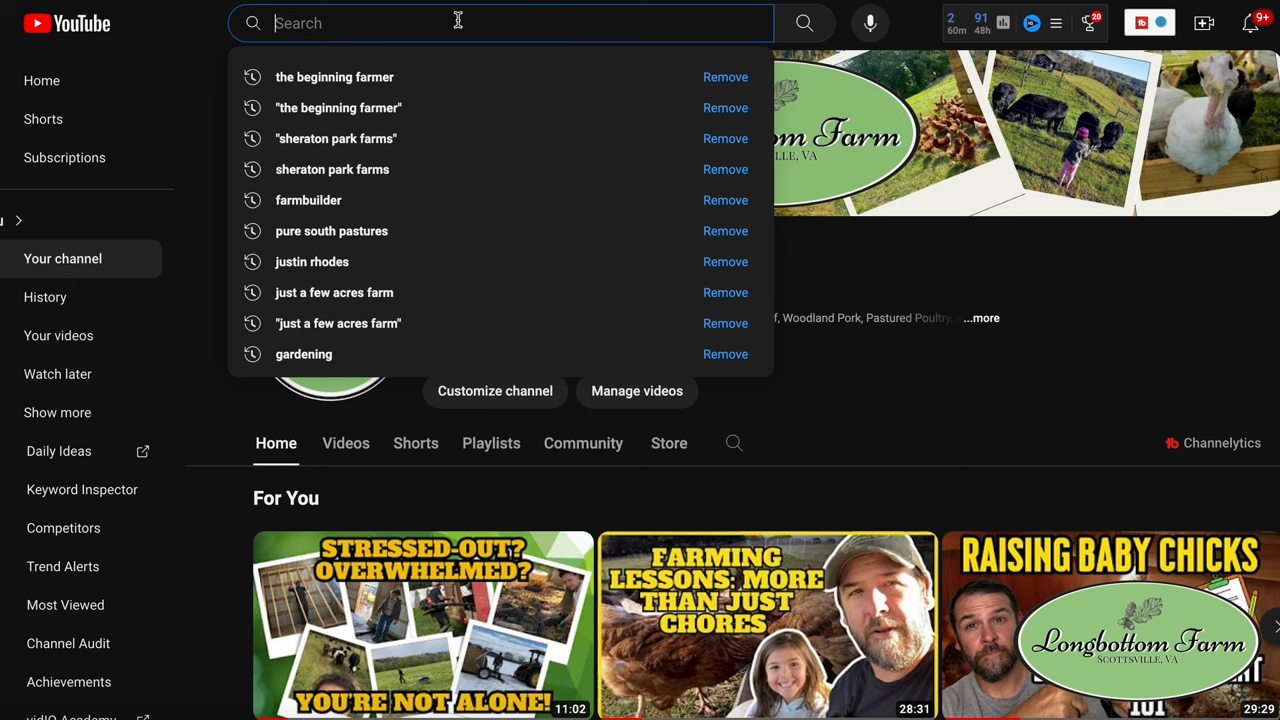 YouTube
Search
2
60m
91
48h
20
9+
Home
Shorts
Subscriptions
Your channel
History
Your videos
Watch later
Show more
Daily Ideas
Keyword Inspector
Competitors
Trend Alerts
Most Viewed
Channel Audit
Achievements
vidIQ Academy
the beginning farmer Remove
"the beginning farmer" Remove
"sheraton park farms" Remove
sheraton park farms Remove
farmbuilder Remove
pure south pastures Remove
justin rhodes Remove
just a few acres farm Remove
"just a few acres farm" Remove
gardening Remove
om Farm
LLE, VA
f, Woodland Pork, Pastured Poultry, ...more
Customize channel
Manage videos
Home Videos Shorts Playlists Community Store
Channelytics
For You
STRESSED-OUT?
OVERWHELMED?
YOU'RE NOT ALONE!
11:02
FARMING
LESSONS: MORE
THAN JUST
CHORES
28:31
RAISING BABY CHICKS
Longbottom Farm
SCOTTSVILLE, VA
101
29:29